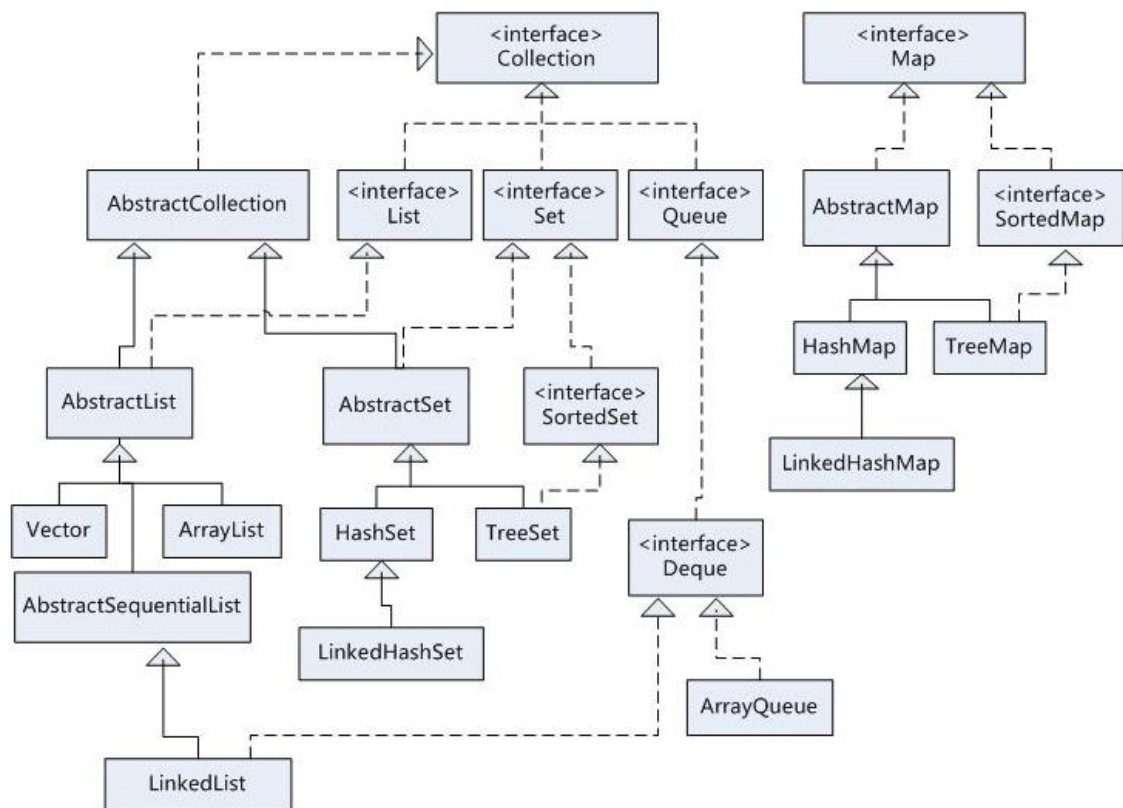 <interface>
Collection
<interface>
Map
AbstractCollection
<interface>
List
<interface>
Set
<interface>
Queue
AbstractMap
<interface>
SortedMap
HashMap
TreeMap
AbstractList
AbstractSet
<interface>
SortedSet
LinkedHashMap
Vector
ArrayList
HashSet
TreeSet
<interface>
Deque
AbstractSequentialList
LinkedHashSet
ArrayQueue
LinkedList